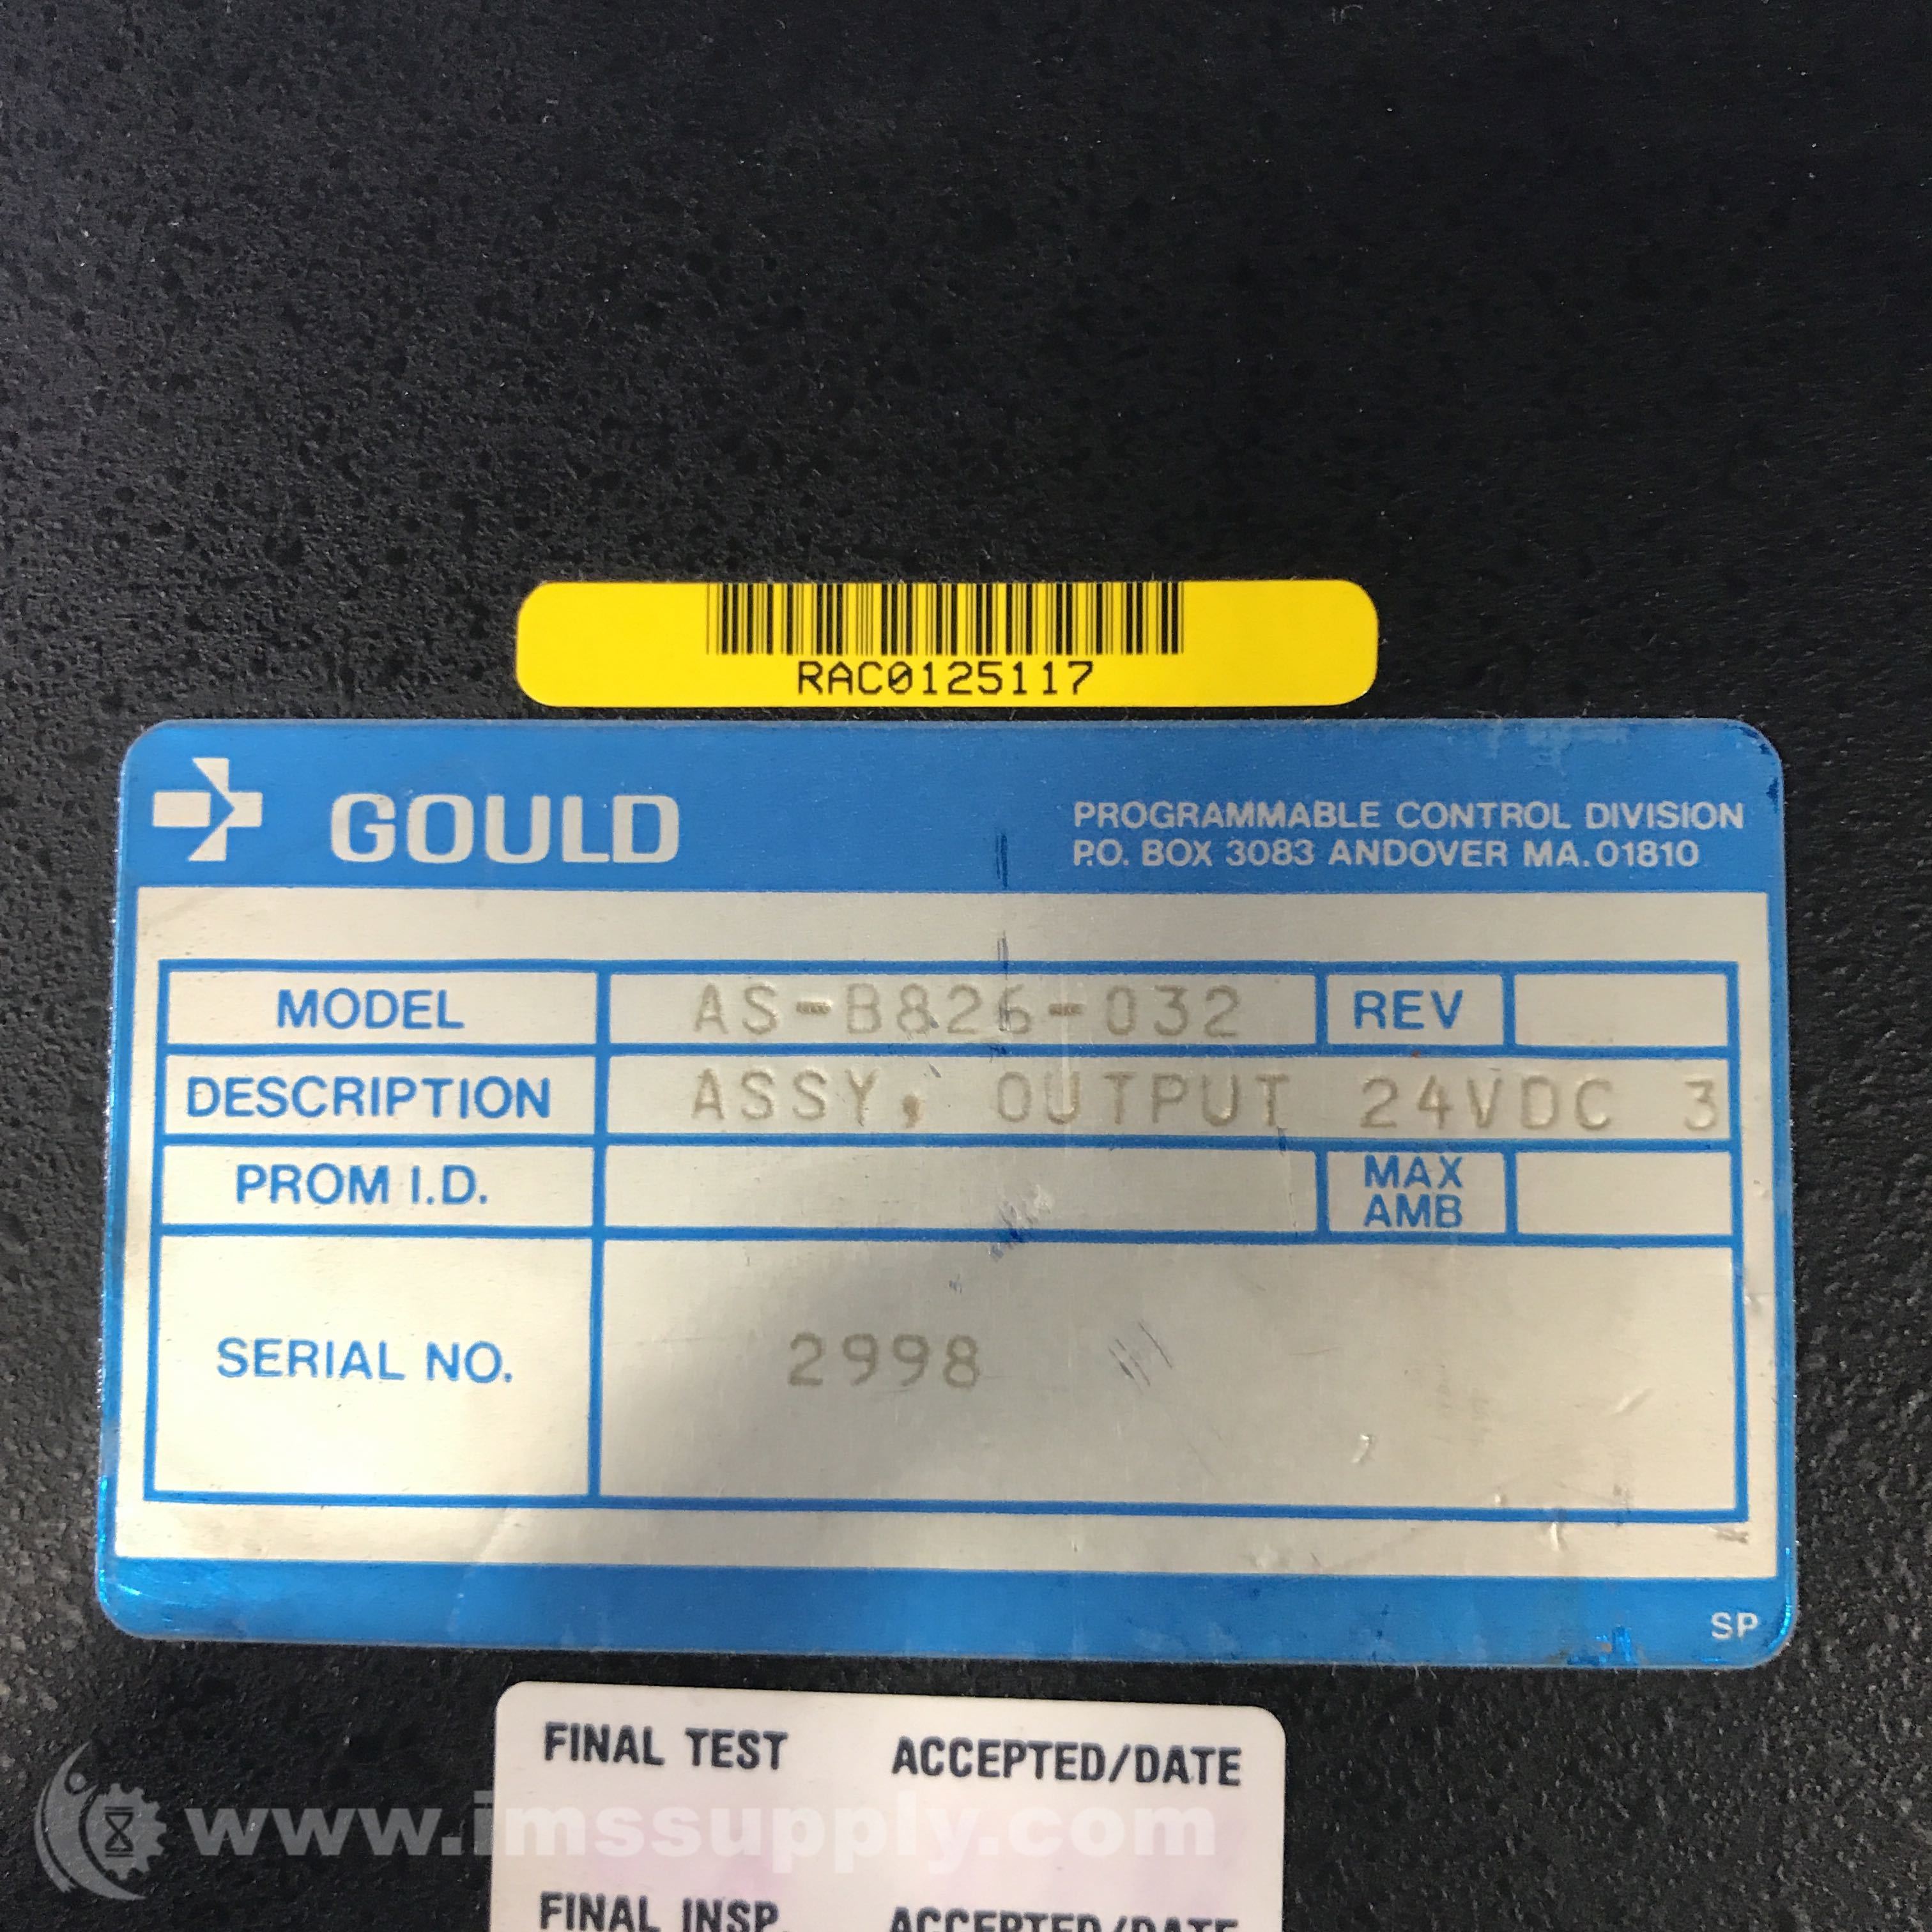 RAC0125117
GOULD
PROGRAMMABLE CONTROL DIVISION
P.O. BOX 3083 ANDOVER MA. 01810
MODEL AS-B826-032 REV
DESCRIPTION ASSY, OUTPUT 24VDC 3
PROM I.D. MAX AMB
SERIAL NO. 2998
SP
FINAL TEST ACCEPTED/DATE
www.imssupply.com
FINAL INSP. ACCEPTED/DATE